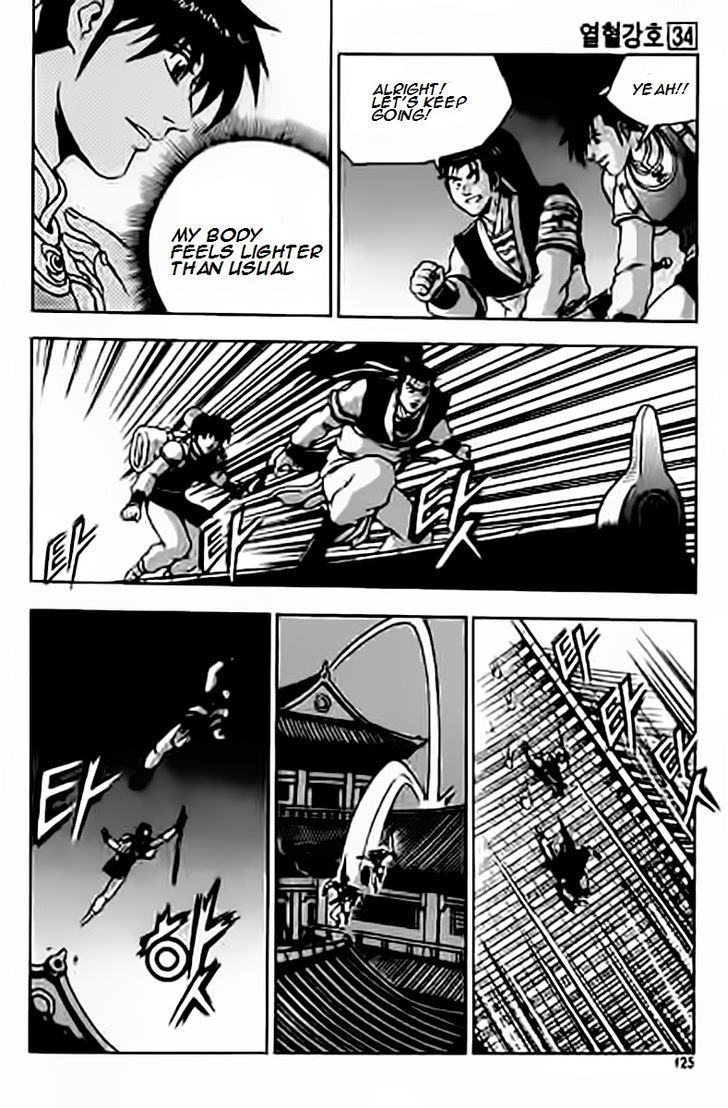 열혈강호 34
MY BODY
FEELS LIGHTER
THAN USUAL
ALRIGHT!
LET'S KEEP
GOING!
YEAH!!
타
타
탓
타
핫
타
타
탓
125